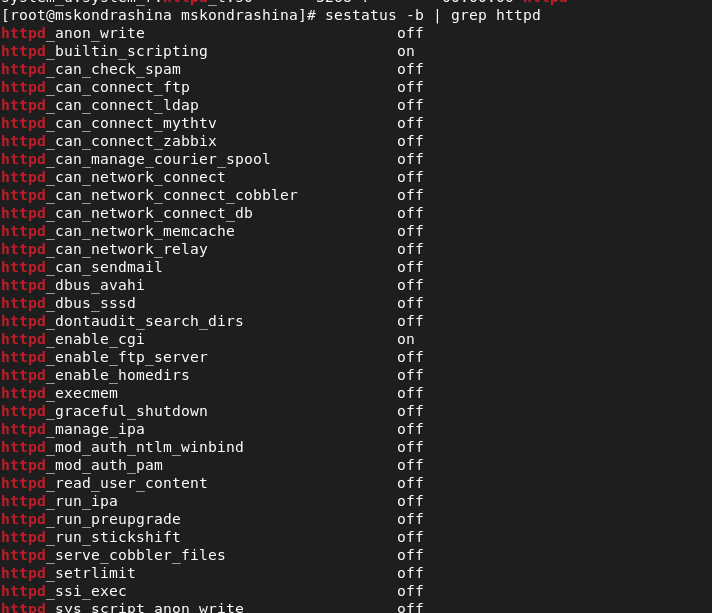 [root@mskondrashina mskondrashina]# sestatus -b | grep httpd
httpd_anon_write off
httpd_builtin_scripting on
httpd_can_check_spam off
httpd_can_connect_ftp off
httpd_can_connect_ldap off
httpd_can_connect_mythtv off
httpd_can_connect_zabbix off
httpd_can_manage_courier_spool off
httpd_can_network_connect off
httpd_can_network_connect_cobbler off
httpd_can_network_connect_db off
httpd_can_network_memcache off
httpd_can_network_relay off
httpd_can_sendmail off
httpd_dbus_avahi off
httpd_dbus_sssd off
httpd_dontaudit_search_dirs off
httpd_enable_cgi on
httpd_enable_ftp_server off
httpd_enable_homedirs off
httpd_execmem off
httpd_graceful_shutdown off
httpd_manage_ipa off
httpd_mod_auth_ntlm_winbind off
httpd_mod_auth_pam off
httpd_read_user_content off
httpd_run_ipa off
httpd_run_preupgrade off
httpd_run_stickshift off
httpd_serve_cobbler_files off
httpd_setrlimit off
httpd_ssi_exec off
httpd_sys_script_anon_write off